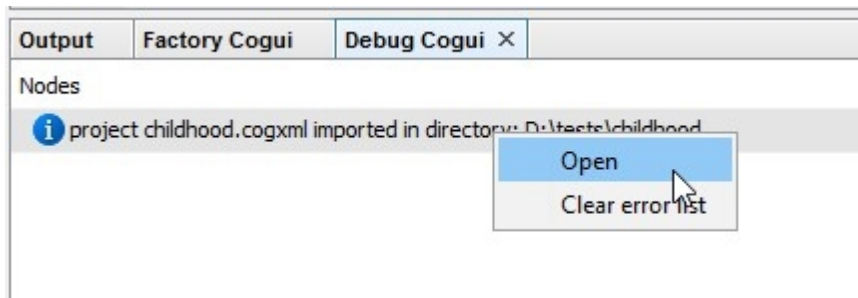 Output Factory Cogui Debug Cogui ×
Nodes
project childhood.cogxml imported in directory: D:\tests\childhood
Open
Clear error list